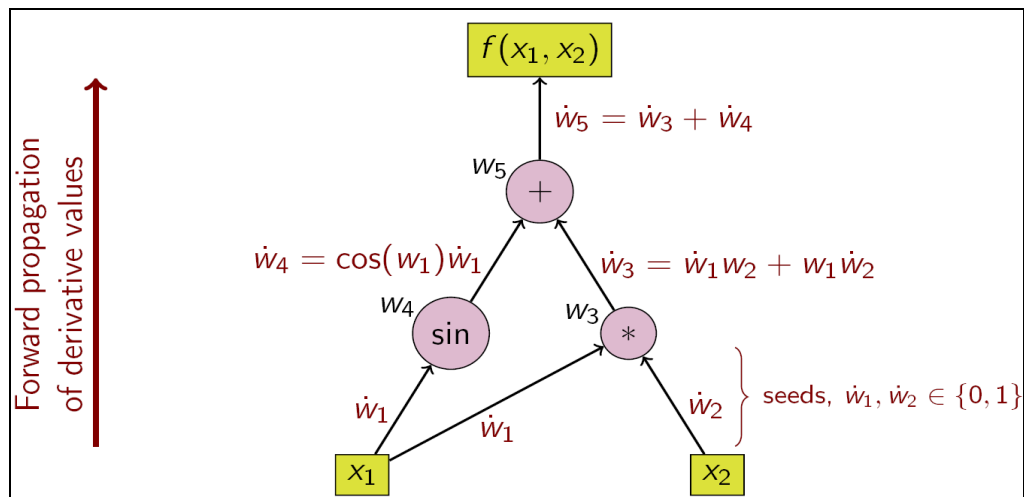 f(x₁, x₂)
ẇ₅ = ẇ₃ + ẇ₄
w₅
+
ẇ₄ = cos(w₁)ẇ₁
ẇ₃ = ẇ₁w₂ + w₁ẇ₂
w₄
sin
w₃
*
Forward propagation
of derivative values
ẇ₁
ẇ₁
ẇ₂
seeds, ẇ₁, ẇ₂ ∈ {0, 1}
x₁
x₂